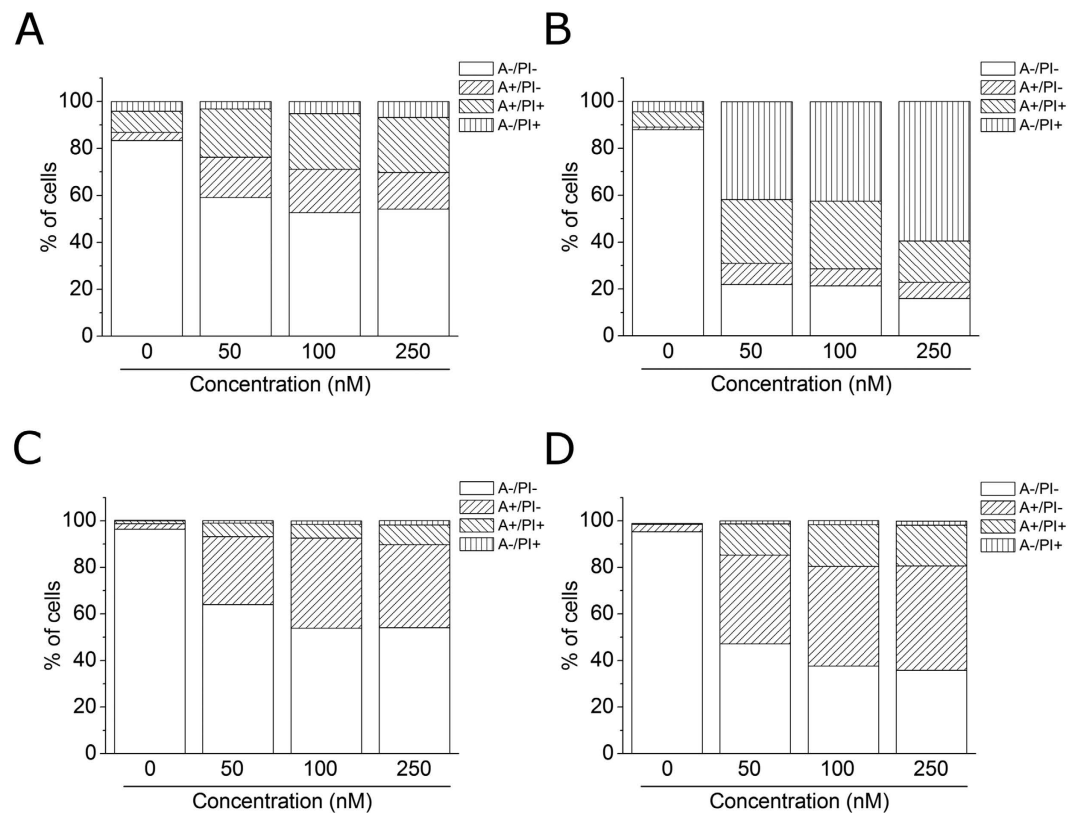 A
A-/PI-
A+/PI-
A+/PI+
A-/PI+
100
80
60
40
20
0
% of cells
0 50 100 250
Concentration (nM)
B
A-/PI-
A+/PI-
A+/PI+
A-/PI+
100
80
60
40
20
0
% of cells
0 50 100 250
Concentration (nM)
C
A-/PI-
A+/PI-
A+/PI+
A-/PI+
100
80
60
40
20
0
% of cells
0 50 100 250
Concentration (nM)
D
A-/PI-
A+/PI-
A+/PI+
A-/PI+
100
80
60
40
20
0
% of cells
0 50 100 250
Concentration (nM)